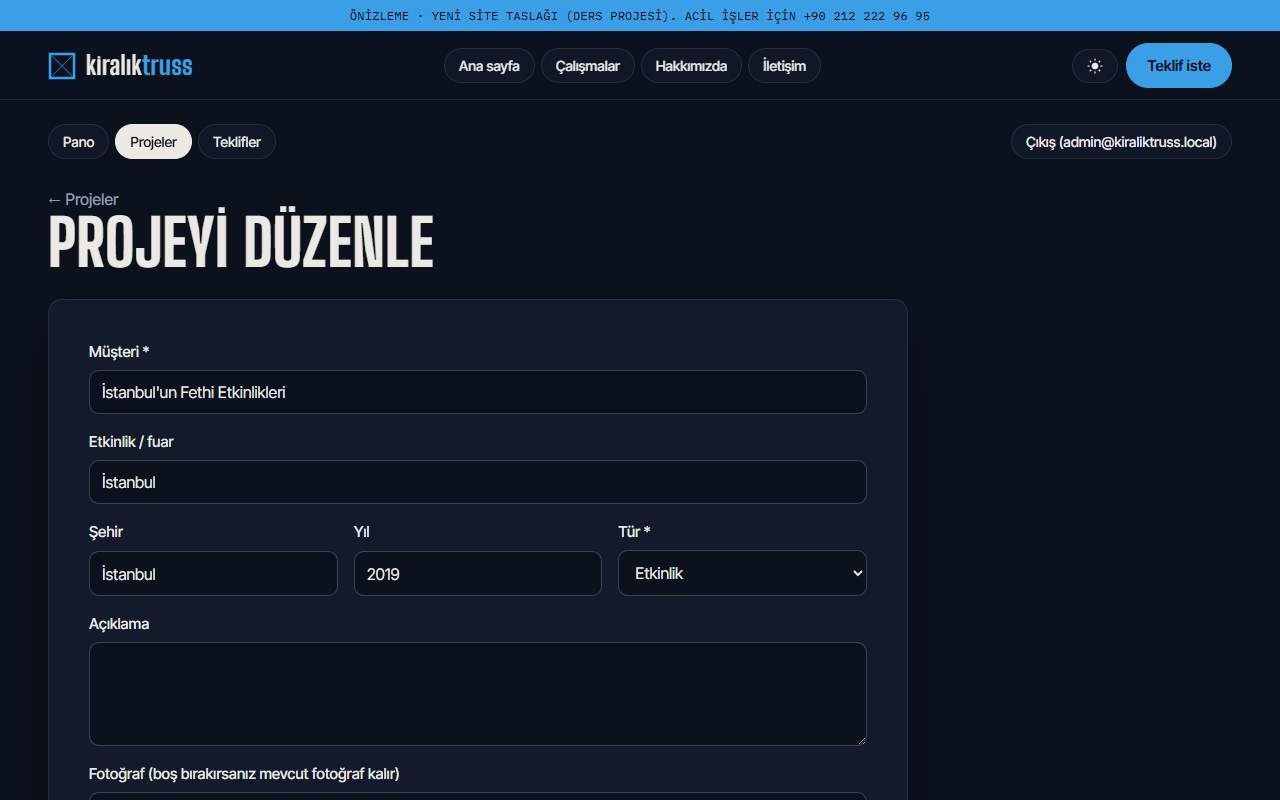 ÖNİZLEME · YENİ SİTE TASLAĞI (DERS PROJESİ). ACİL İŞLER İÇİN +90 212 222 96 95
kiralıktruss
Ana sayfa
Çalışmalar
Hakkımızda
İletişim
Teklif iste
Pano
Projeler
Teklifler
Çıkış (admin@kiraliktruss.local)
← Projeler
PROJEYİ DÜZENLE
Müşteri *
İstanbul'un Fethi Etkinlikleri
Etkinlik / fuar
İstanbul
Şehir
Yıl
Tür *
İstanbul
2019
Etkinlik
Açıklama
Fotoğraf (boş bırakırsanız mevcut fotoğraf kalır)